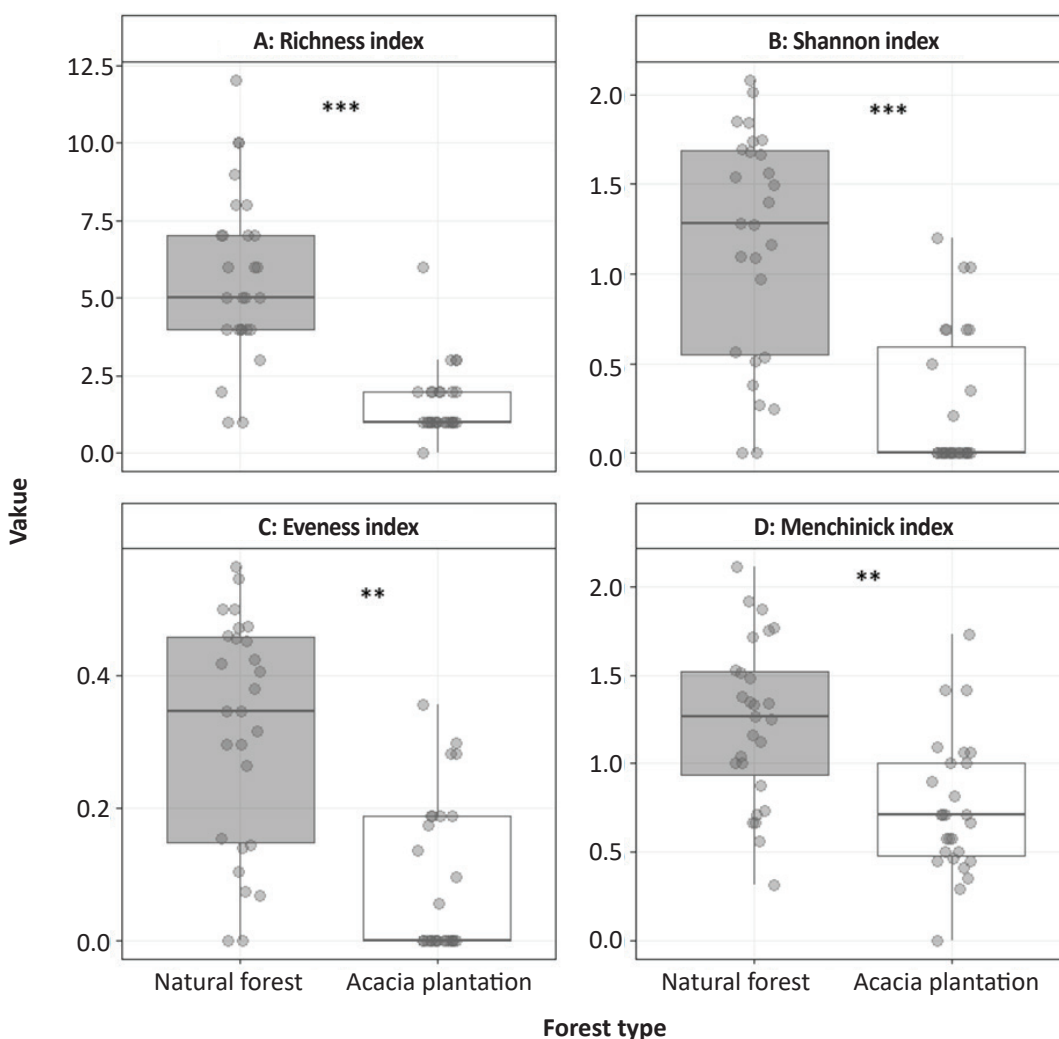 A: Richness index
12.5
10.0
7.5
5.0
2.5
0.0
***
B: Shannon index
2.0
1.5
1.0
0.5
0.0
***
Vakue
C: Eveness index
0.4
0.2
0.0
**
Natural forest Acacia plantation
D: Menchinick index
2.0
1.5
1.0
0.5
0.0
**
Natural forest Acacia plantation
Forest type